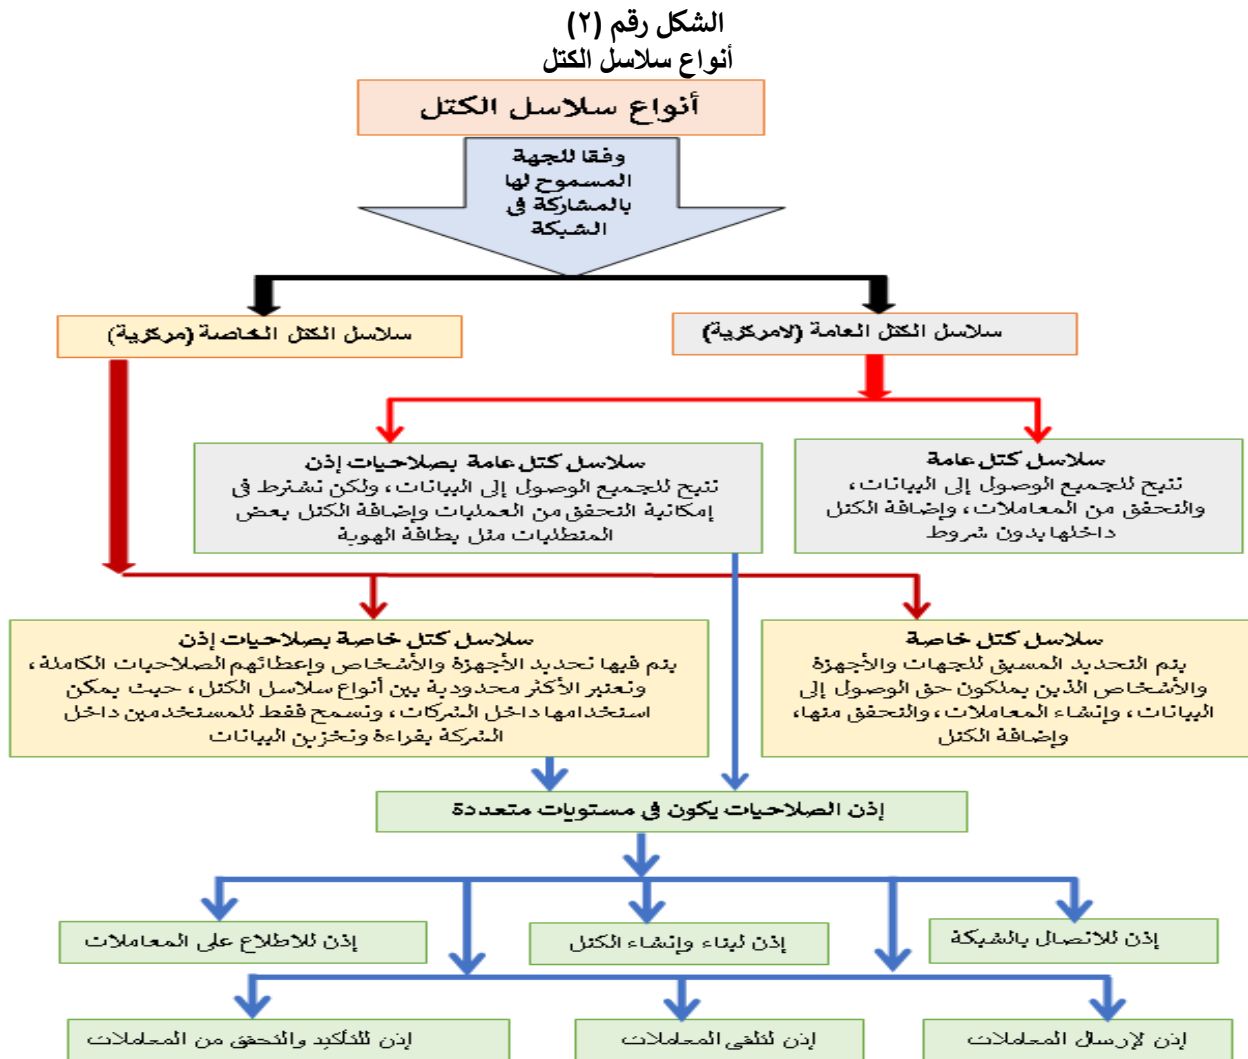 الشكل رقم (٢)
أنواع سلاسل الكتل
أنواع سلاسل الكتل
وفقا للجهة
المسموح لها
بالمشاركة فى
الشبكة
سلاسل الكتل العامة (لامركزية)
سلاسل الكتل الخاصة (مركزية)
سلاسل كتل عامة
تتيح للجميع الوصول إلى البيانات،
والتحقق من المعاملات، وإضافة الكتل
داخلها بدون شروط
سلاسل كتل عامة بصلاحيات إذن
تتيح للجميع الوصول إلى البيانات، ولكن تشترط فى
إمكانية التحقق من العمليات وإضافة الكتل بعض
المتطلبات مثل بطاقة الهوية
سلاسل كتل خاصة
يتم التحديد المسبق للجهات والأجهزة
والأشخاص الذين يملكون حق الوصول إلى
البيانات، وإنشاء المعاملات، والتحقق منها،
وإضافة الكتل
سلاسل كتل خاصة بصلاحيات إذن
يتم فيها تحديد الأجهزة والأشخاص وإعطائهم الصلاحيات الكاملة،
وتعتبر الأكثر محدودية بين أنواع سلاسل الكتل، حيث يمكن
استخدامها داخل الشركات، وتسمح فقط للمستخدمين داخل
الشركة بقراءة وتخزين البيانات
إذن الصلاحيات يكون فى مستويات متعددة
إذن للاتصال بالشبكة
إذن لبناء وإنشاء الكتل
إذن للاطلاع على المعاملات
إذن لإرسال المعاملات
إذن لتلقى المعاملات
إذن للتأكيد والتحقق من المعاملات